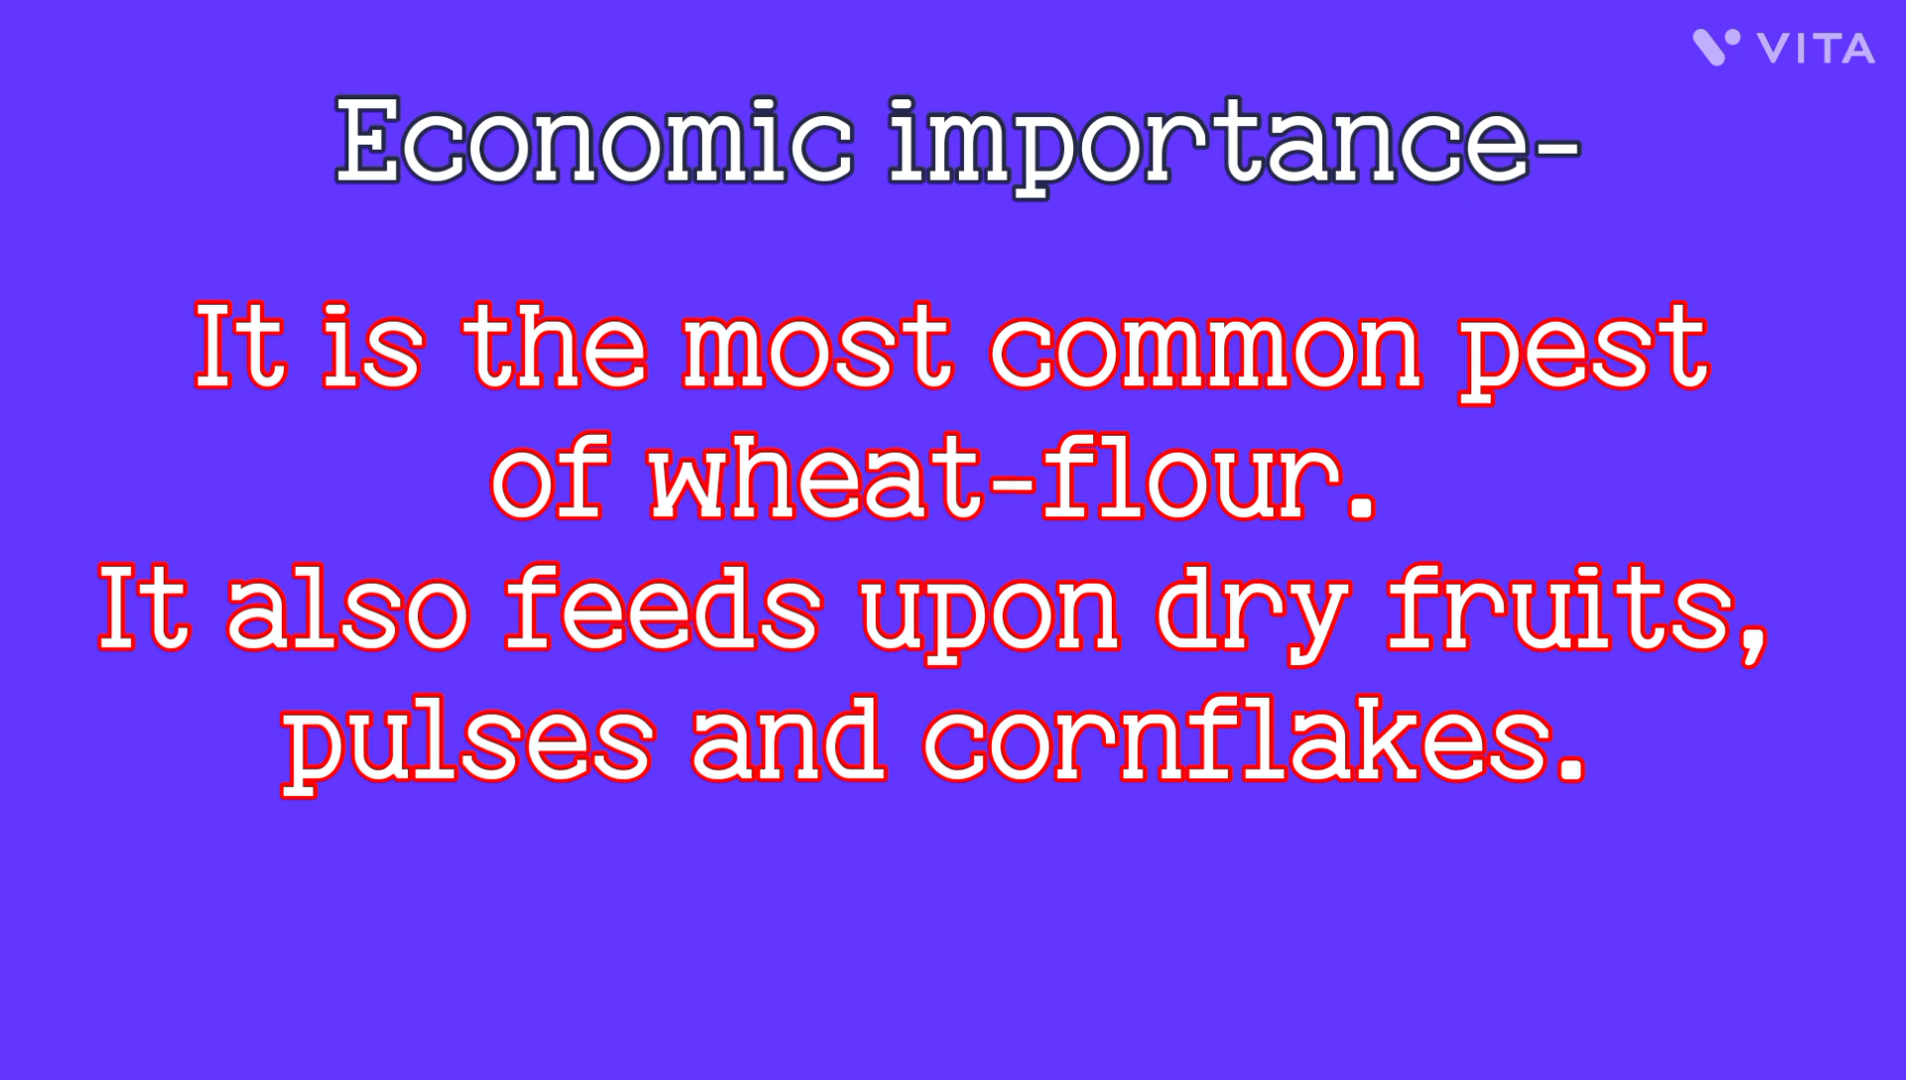 VITA
Economic importance-
It is the most common pest
of wheat-flour.
It also feeds upon dry fruits,
pulses and cornflakes.